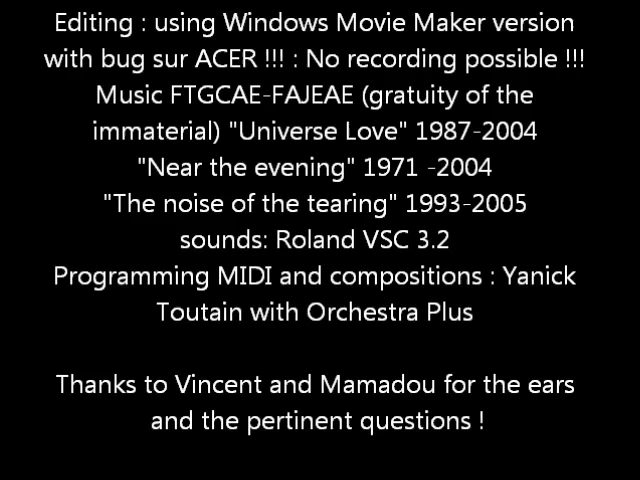 Editing : using Windows Movie Maker version
with bug sur ACER !!! : No recording possible !!!
Music FTGCAE-FAJEAE (gratuity of the
immaterial) "Universe Love" 1987-2004
"Near the evening" 1971 -2004
"The noise of the tearing" 1993-2005
sounds: Roland VSC 3.2
Programming MIDI and compositions : Yanick
Toutain with Orchestra Plus
Thanks to Vincent and Mamadou for the ears
and the pertinent questions !